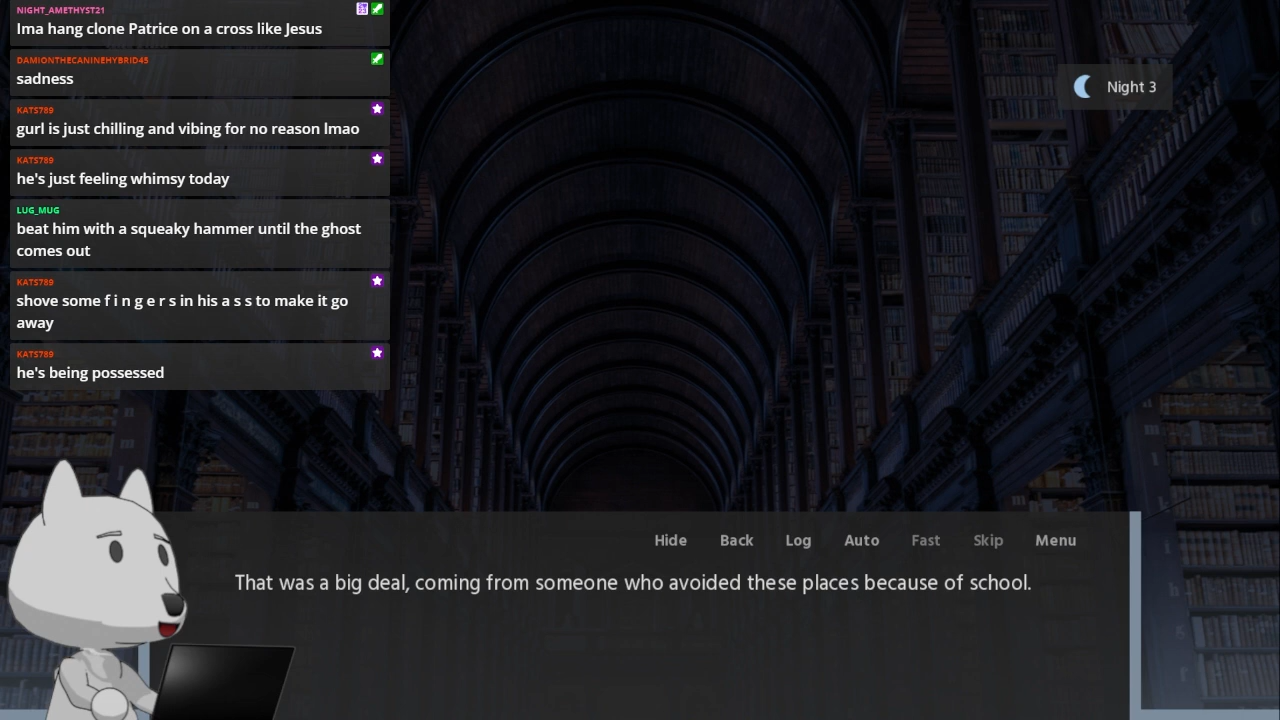 NIGHT_AMETHYST21
Ima hang clone Patrice on a cross like Jesus
DAMIONTHECANINEHYBRID45
sadness
KATS789
gurl is just chilling and vibing for no reason lmao
KATS789
he's just feeling whimsy today
LUG_MUG
beat him with a squeaky hammer until the ghost
comes out
KATS789
shove some f i n g e r s in his a s s to make it go
away
KATS789
he's being possessed
Night 3
Hide Back Log Auto Fast Skip Menu
That was a big deal, coming from someone who avoided these places because of school.